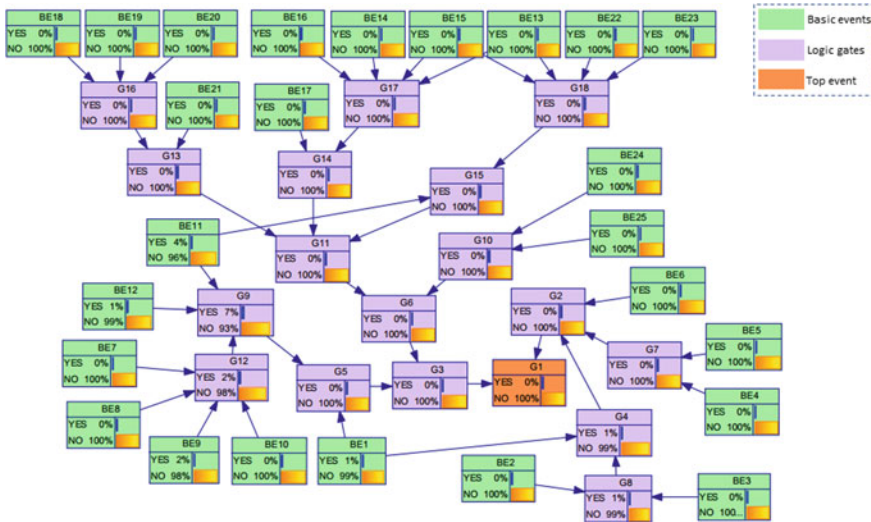 BE18
YES 0%
NO 100%
BE19
YES 0%
NO 100%
BE20
YES 0%
NO 100%
BE16
YES 0%
NO 100%
BE14
YES 0%
NO 100%
BE15
YES 0%
NO 100%
BE13
YES 0%
NO 100%
BE22
YES 0%
NO 100%
BE23
YES 0%
NO 100%
Basic events
Logic gates
Top event
G16
YES 0%
NO 100%
BE21
YES 0%
NO 100%
BE17
YES 0%
NO 100%
G17
YES 0%
NO 100%
G18
YES 0%
NO 100%
G13
YES 0%
NO 100%
G14
YES 0%
NO 100%
G15
YES 0%
NO 100%
BE24
YES 0%
NO 100%
BE11
YES 4%
NO 96%
G11
YES 0%
NO 100%
G10
YES 0%
NO 100%
BE25
YES 0%
NO 100%
BE12
YES 1%
NO 99%
G9
YES 7%
NO 93%
G6
YES 0%
NO 100%
G2
YES 0%
NO 100%
BE6
YES 0%
NO 100%
BE7
YES 0%
NO 100%
G12
YES 2%
NO 98%
G5
YES 0%
NO 100%
G3
YES 0%
NO 100%
G1
YES 0%
NO 100%
G7
YES 0%
NO 100%
BE5
YES 0%
NO 100%
BE8
YES 0%
NO 100%
BE4
YES 0%
NO 100%
BE9
YES 2%
NO 98%
BE10
YES 0%
NO 100%
BE1
YES 1%
NO 99%
G4
YES 1%
NO 99%
BE2
YES 0%
NO 100%
G8
YES 1%
NO 99%
BE3
YES 0%
NO 100...